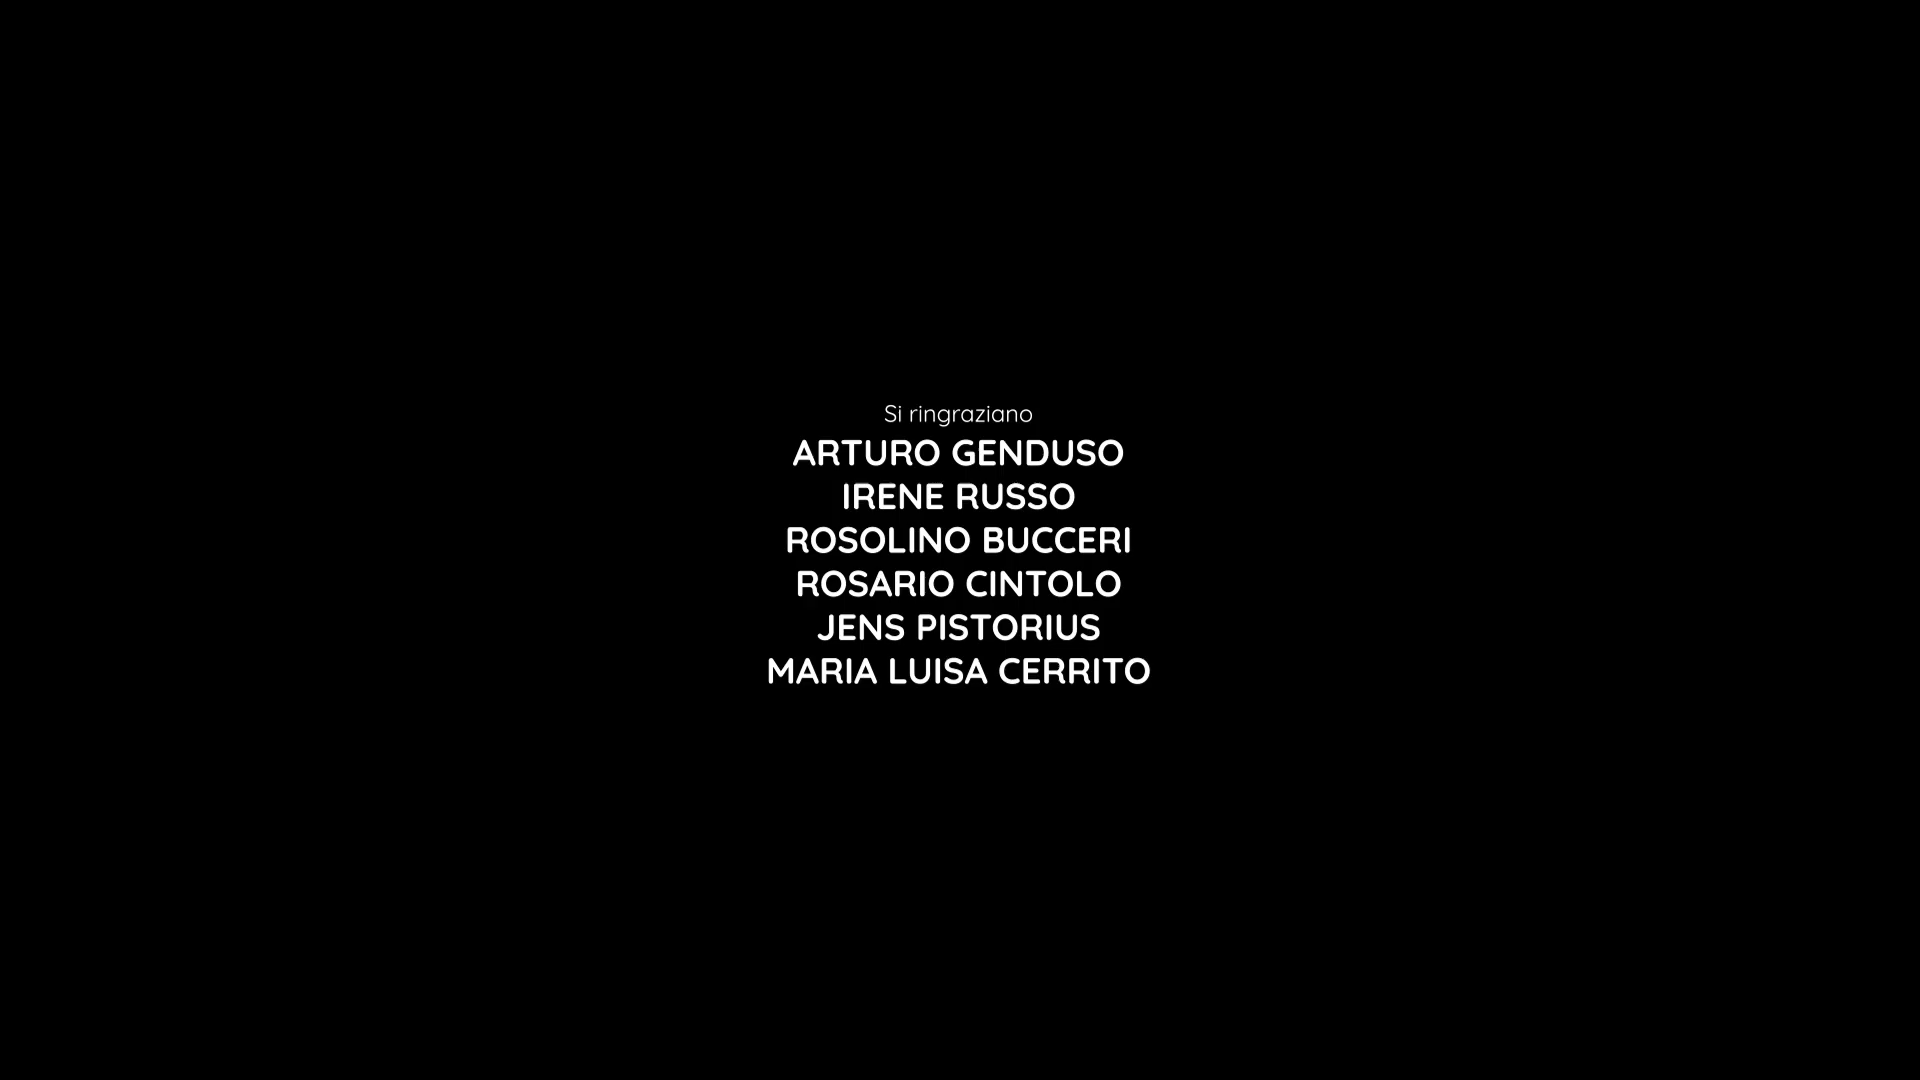 Si ringraziano
ARTURO GENDUSO
IRENE RUSSO
ROSOLINO BUCCERI
ROSARIO CINTOLO
JENS PISTORIUS
MARIA LUISA CERRITO